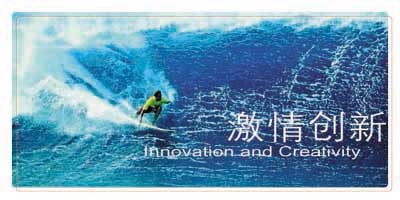 激情创新
Innovation and Creativity